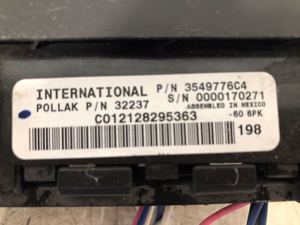 INTERNATIONAL P/N 3549776C4
POLLAK P/N 32237 S/N 0000170271
ASSEMBLED IN MEXICO
C012128295363 -60 6PK
198